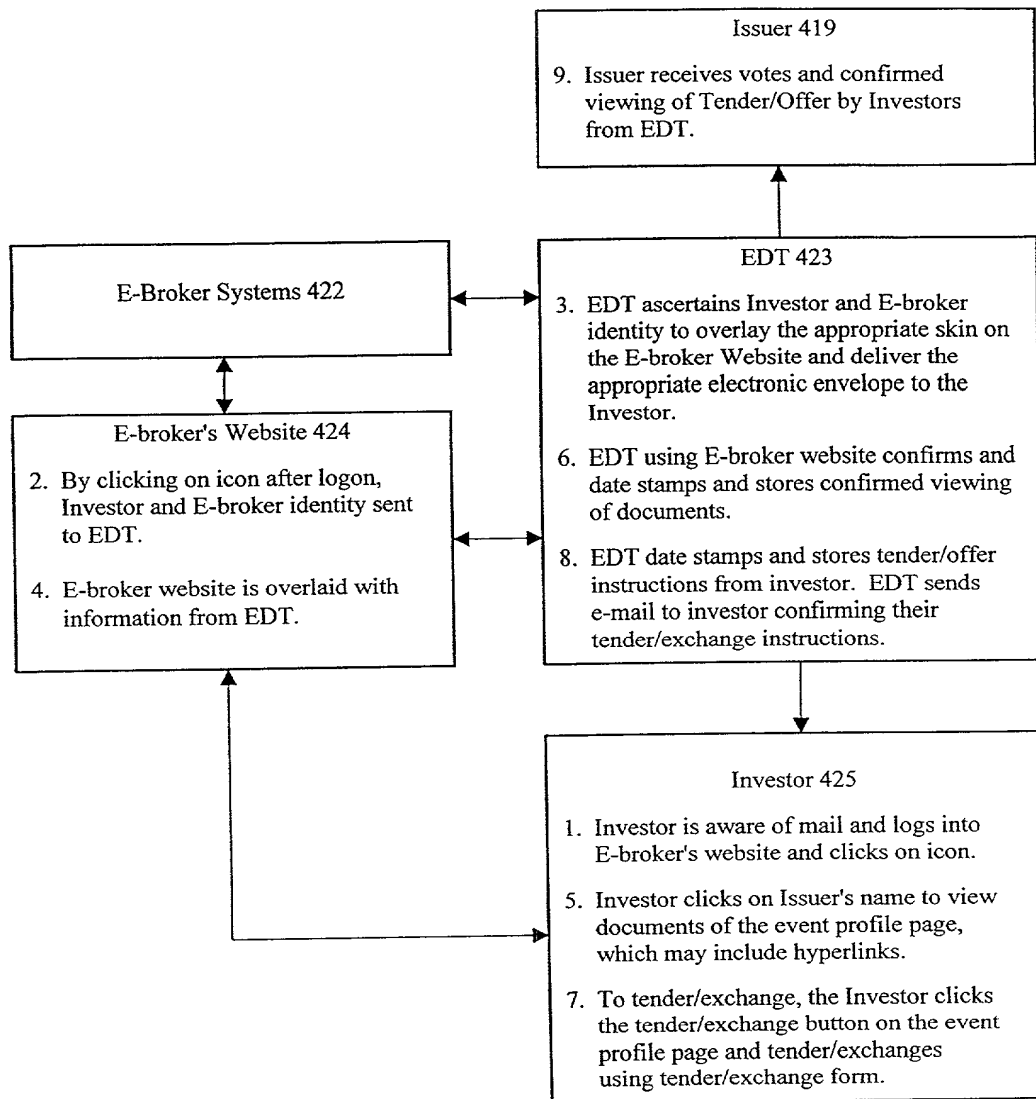 Issuer 419
9. Issuer receives votes and confirmed
viewing of Tender/Offer by Investors
from EDT.
E-Broker Systems 422
EDT 423
3. EDT ascertains Investor and E-broker
identity to overlay the appropriate skin on
the E-broker Website and deliver the
appropriate electronic envelope to the
Investor.
6. EDT using E-broker website confirms and
date stamps and stores confirmed viewing
of documents.
8. EDT date stamps and stores tender/offer
instructions from investor. EDT sends
e-mail to investor confirming their
tender/exchange instructions.
E-broker's Website 424
2. By clicking on icon after logon,
Investor and E-broker identity sent
to EDT.
4. E-broker website is overlaid with
information from EDT.
Investor 425
1. Investor is aware of mail and logs into
E-broker's website and clicks on icon.
5. Investor clicks on Issuer's name to view
documents of the event profile page,
which may include hyperlinks.
7. To tender/exchange, the Investor clicks
the tender/exchange button on the event
profile page and tender/exchanges
using tender/exchange form.